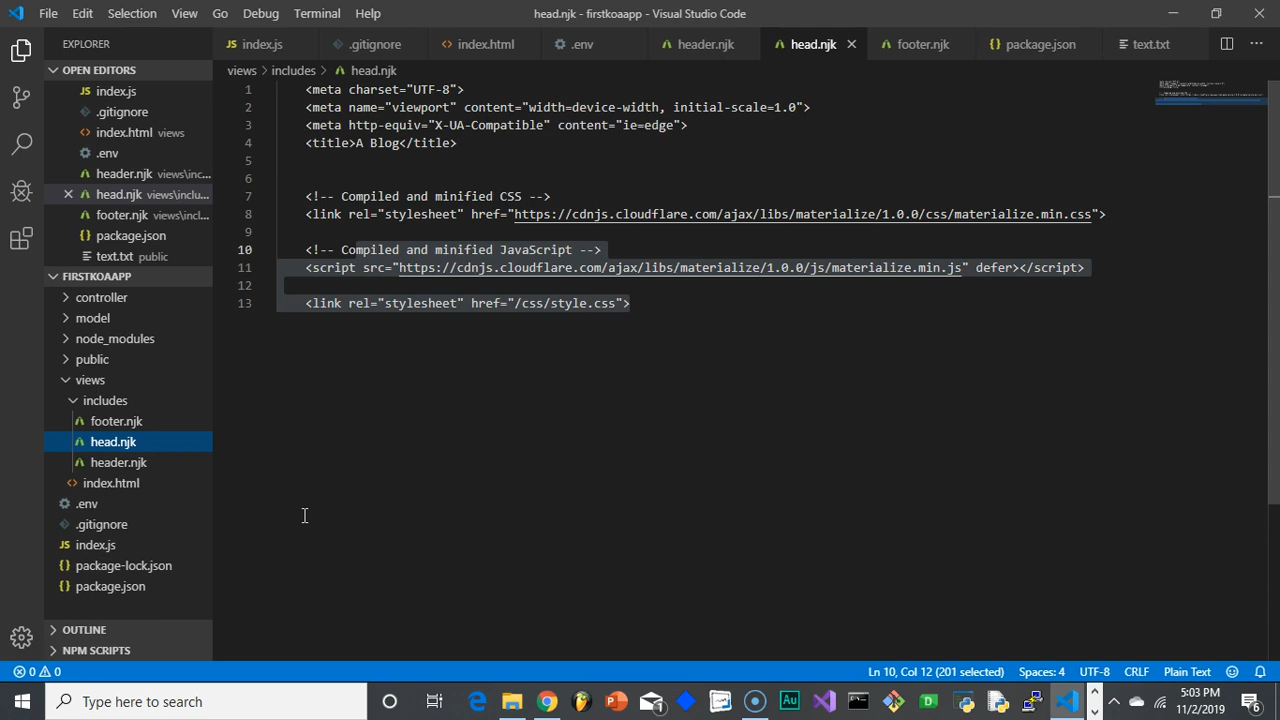 File Edit Selection View Go Debug Terminal Help head.njk - firstkoaapp - Visual Studio Code
EXPLORER index.js .gitignore index.html .env header.njk head.njk footer.njk package.json text.txt
OPEN EDITORS
index.js
.gitignore
index.html views
.env
header.njk views\inc...
head.njk views\inclu...
footer.njk views\incl...
package.json
text.txt public
FIRSTKOAAPP
controller
model
node_modules
public
views
includes
footer.njk
head.njk
header.njk
index.html
.env
.gitignore
index.js
package-lock.json
package.json
OUTLINE
NPM SCRIPTS
views > includes > head.njk
1 <meta charset="UTF-8">
2 <meta name="viewport" content="width=device-width, initial-scale=1.0">
3 <meta http-equiv="X-UA-Compatible" content="ie=edge">
4 <title>A Blog</title>
5
6
7 <!-- Compiled and minified CSS -->
8 <link rel="stylesheet" href="https://cdnjs.cloudflare.com/ajax/libs/materialize/1.0.0/css/materialize.min.css">
9
10 <!-- Compiled and minified JavaScript -->
11 <script src="https://cdnjs.cloudflare.com/ajax/libs/materialize/1.0.0/js/materialize.min.js" defer></script>
12
13 <link rel="stylesheet" href="/css/style.css">
0 0 Ln 10, Col 12 (201 selected) Spaces: 4 UTF-8 CRLF Plain Text
Type here to search 1 Au D 5:03 PM
11/2/2019 6